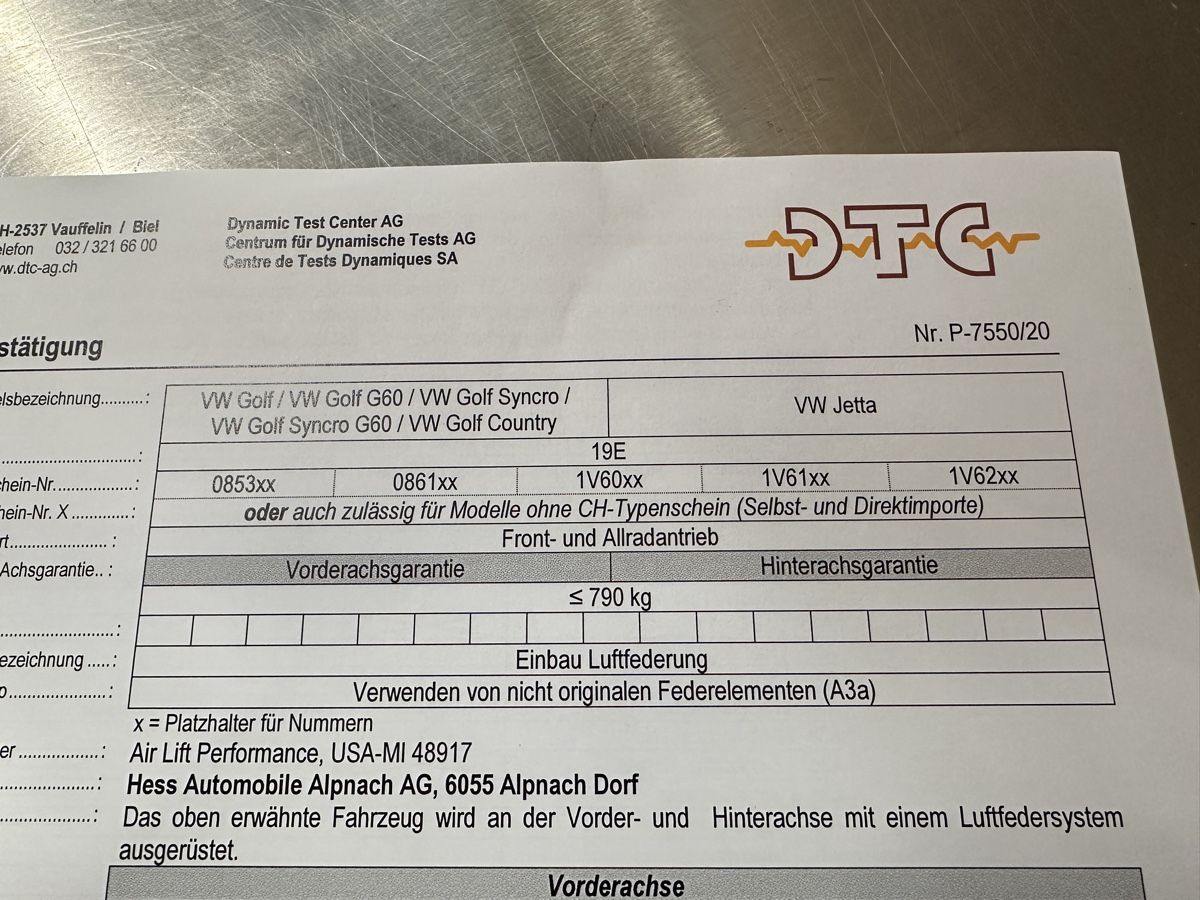 H-2537 Vauffelin / Biel
elefon 032 / 321 66 00
w.dtc-ag.ch
Dynamic Test Center AG
Centrum für Dynamische Tests AG
Centre de Tests Dynamiques SA
DTC
Nr. P-7550/20
stätigung
elsbezeichnung..........: VW Golf / VW Golf G60 / VW Golf Syncro / VW Jetta
VW Golf Syncro G60 / VW Golf Country
: 19E
hein-Nr.................: 0853xx 0861xx 1V60xx 1V61xx 1V62xx
hein-Nr. X ............: oder auch zulässig für Modelle ohne CH-Typenschein (Selbst- und Direktimporte)
rt...................... : Front- und Allradantrieb
Achsgarantie.. : Vorderachsgarantie Hinterachsgarantie
≤ 790 kg
:
ezeichnung .....: Einbau Luftfederung
p......................: Verwenden von nicht originalen Federelementen (A3a)
x = Platzhalter für Nummern
er .................: Air Lift Performance, USA-MI 48917
: Hess Automobile Alpnach AG, 6055 Alpnach Dorf
: Das oben erwähnte Fahrzeug wird an der Vorder- und Hinterachse mit einem Luftfedersystem
ausgerüstet.
Vorderachse